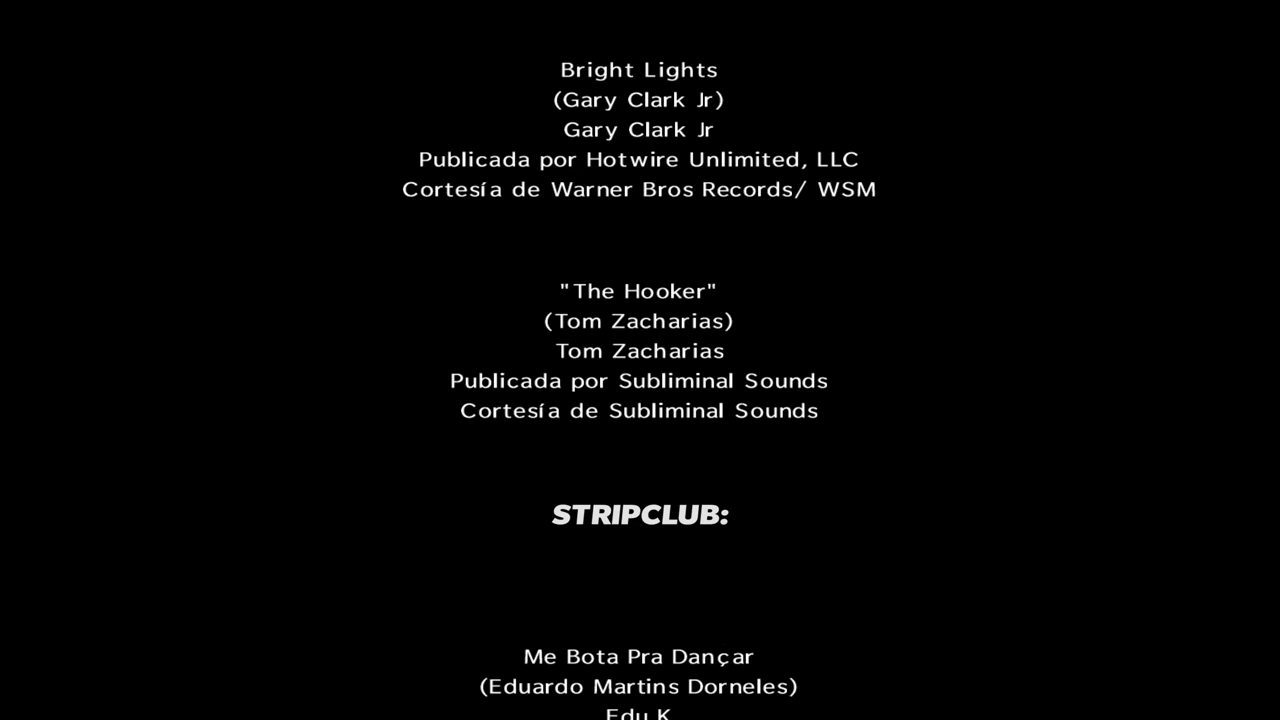 Bright Lights
(Gary Clark Jr)
Gary Clark Jr
Publicada por Hotwire Unlimited, LLC
Cortesía de Warner Bros Records/ WSM
"The Hooker"
(Tom Zacharias)
Tom Zacharias
Publicada por Subliminal Sounds
Cortesía de Subliminal Sounds
STRIPCLUB:
Me Bota Pra Dançar
(Eduardo Martins Dorneles)
Edu K